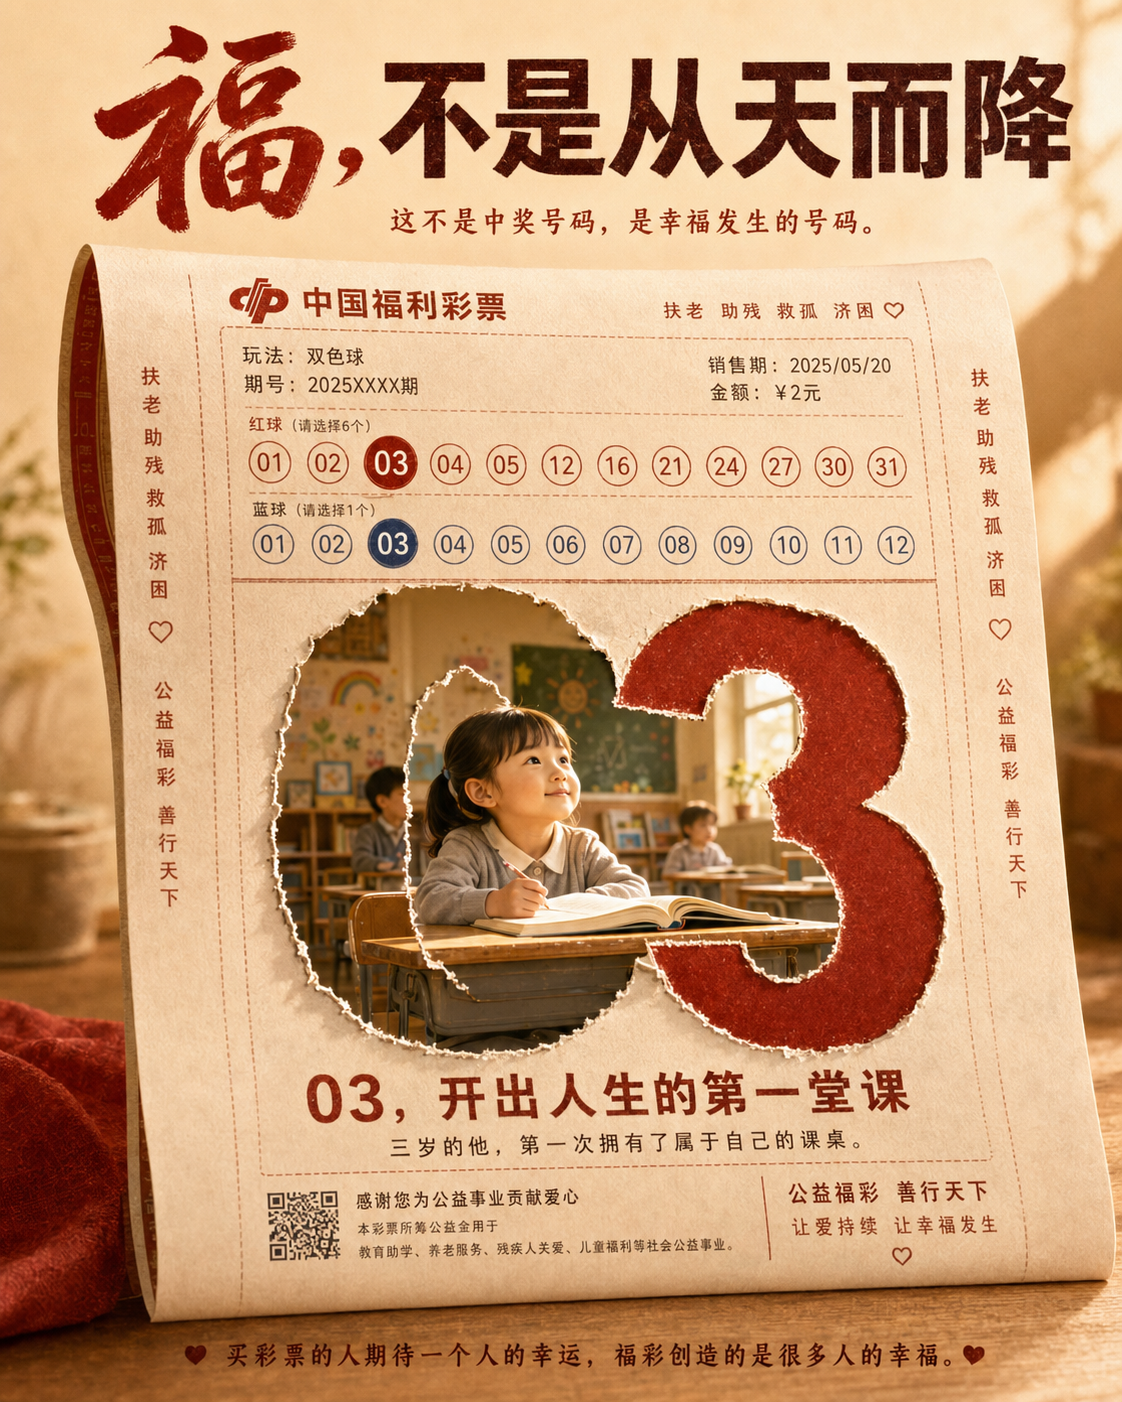 福，不是从天而降
这不是中奖号码，是幸福发生的号码。
中国福利彩票
扶老 助残 救孤 济困
玩法：双色球
销售期：2025/05/20
期号：2025XXXX期
金额：¥2元
红球（请选择6个）
01 02 03 04 05 12 16 21 24 27 30 31
蓝球（请选择1个）
01 02 03 04 05 06 07 08 09 10 11 12
扶老 助残 救孤 济困
公益福彩 善行天下
扶老 助残 救孤 济困
公益福彩 善行天下
03
03，开出人生的第一堂课
三岁的他，第一次拥有了属于自己的课桌。
感谢您为公益事业贡献爱心
本彩票所筹公益金用于
教育助学、养老服务、残疾人关爱、儿童福利等社会公益事业。
公益福彩 善行天下
让爱持续 让幸福发生
买彩票的人期待一个人的幸运，福彩创造的是很多人的幸福。